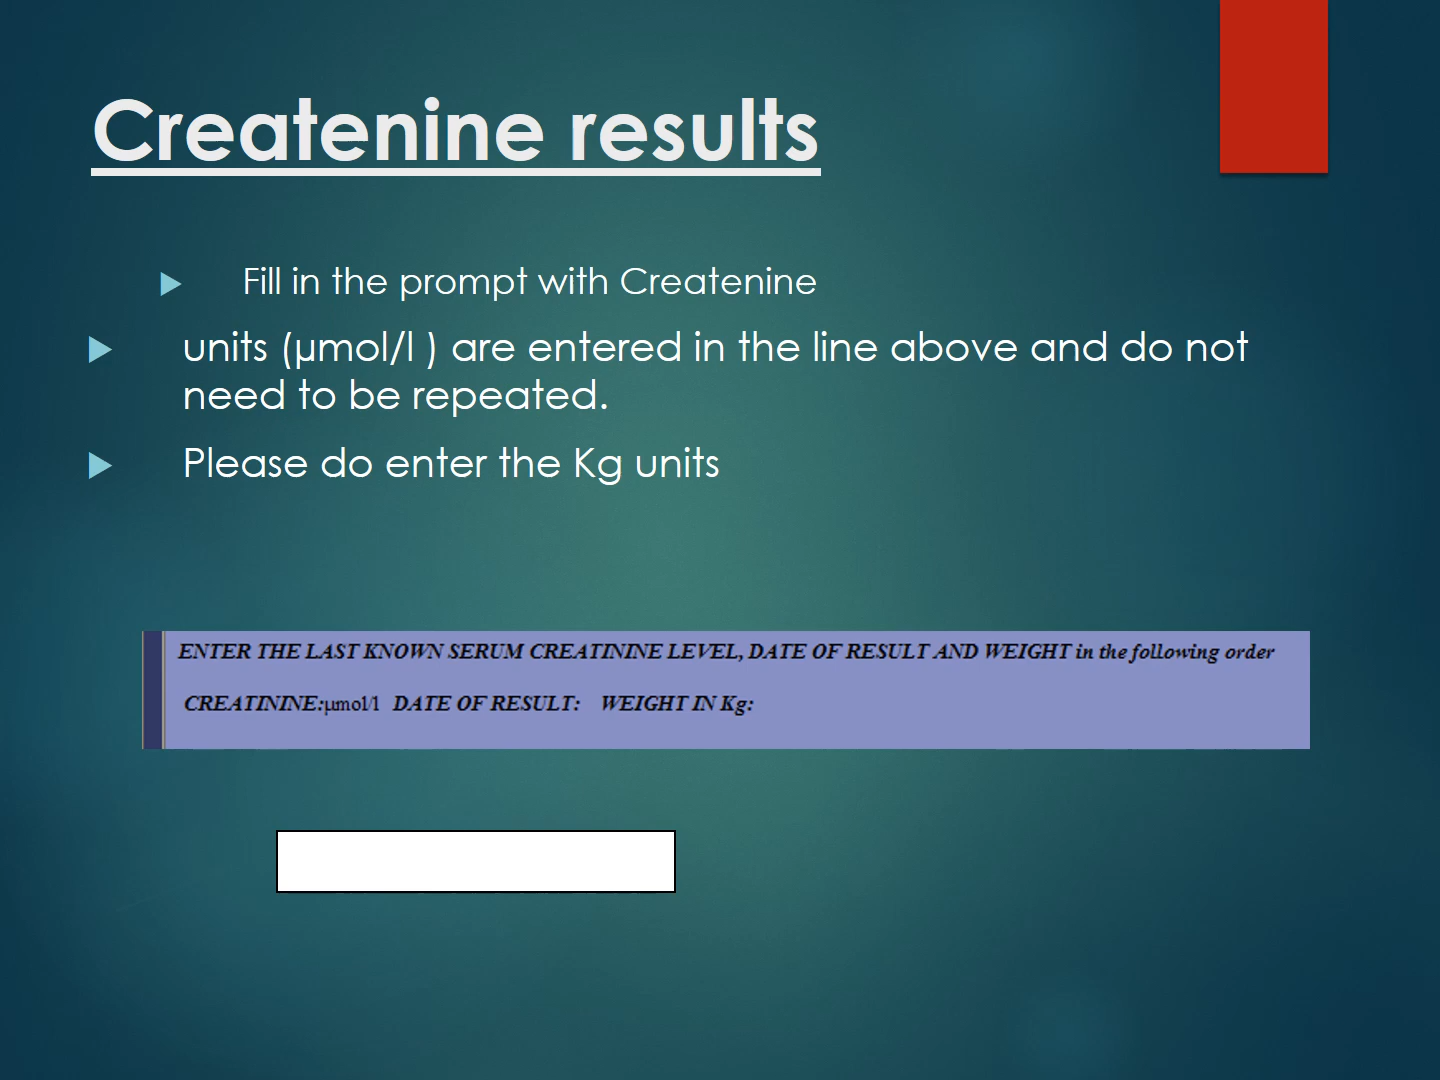 Createnine results
Fill in the prompt with Createnine
units (µmol/l ) are entered in the line above and do not
need to be repeated.
Please do enter the Kg units
ENTER THE LAST KNOWN SERUM CREATININE LEVEL, DATE OF RESULT AND WEIGHT in the following order
CREATININE:µmol/l DATE OF RESULT: WEIGHT IN Kg: